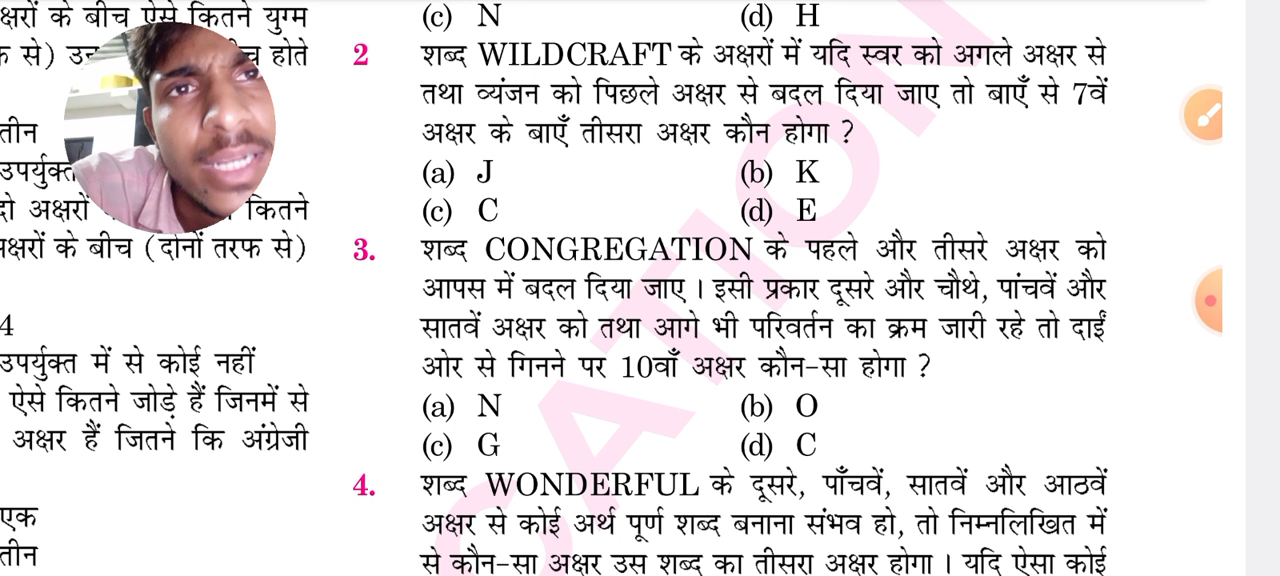 क्षरों के बीच ऐसे कितने युग्म
से) उन
होते
तीन
उपर्युक्त
दो अक्षरों
कितने
अक्षरों के बीच (दोनों तरफ से)
4
उपर्युक्त में से कोई नहीं
ऐसे कितने जोड़े हैं जिनमें से
अक्षर हैं जितने कि अंग्रेजी
एक
तीन
(c) N (d) H
2 शब्द WILDCRAFT के अक्षरों में यदि स्वर को अगले अक्षर से
तथा व्यंजन को पिछले अक्षर से बदल दिया जाए तो बाएँ से 7वें
अक्षर के बाएँ तीसरा अक्षर कौन होगा ?
(a) J (b) K
(c) C (d) E
3. शब्द CONGREGATION के पहले और तीसरे अक्षर को
आपस में बदल दिया जाए। इसी प्रकार दूसरे और चौथे, पांचवें और
सातवें अक्षर को तथा आगे भी परिवर्तन का क्रम जारी रहे तो दाईं
ओर से गिनने पर 10वाँ अक्षर कौन-सा होगा ?
(a) N (b) O
(c) G (d) C
4. शब्द WONDERFUL के दूसरे, पाँचवें, सातवें और आठवें
अक्षर से कोई अर्थ पूर्ण शब्द बनाना संभव हो, तो निम्नलिखित में
से कौन-सा अक्षर उस शब्द का तीसरा अक्षर होगा। यदि ऐसा कोई
CATION